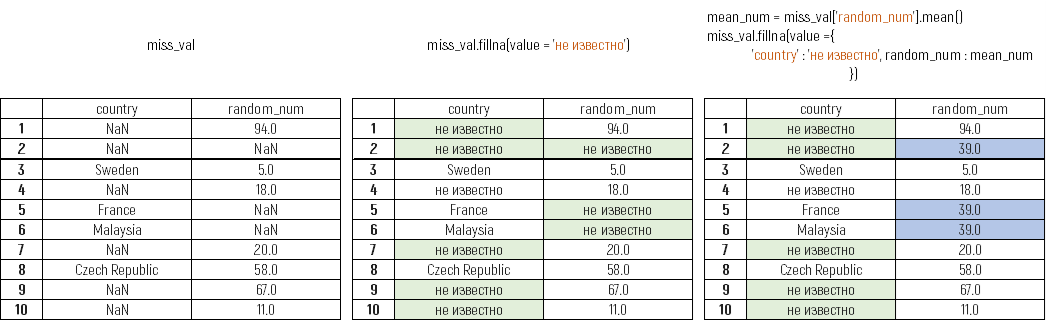 miss_val
country random_num
1 NaN 94.0
2 NaN NaN
3 Sweden 5.0
4 NaN 18.0
5 France NaN
6 Malaysia NaN
7 NaN 20.0
8 Czech Republic 58.0
9 NaN 67.0
10 NaN 11.0
miss_val.fillna(value = 'не известно')
country random_num
1 не известно 94.0
2 не известно не известно
3 Sweden 5.0
4 не известно 18.0
5 France не известно
6 Malaysia не известно
7 не известно 20.0
8 Czech Republic 58.0
9 не известно 67.0
10 не известно 11.0
mean_num = miss_val['random_num'].mean()
miss_val.fillna(value ={
'country' : 'не известно', random_num : mean_num
})
country random_num
1 не известно 94.0
2 не известно 39.0
3 Sweden 5.0
4 не известно 18.0
5 France 39.0
6 Malaysia 39.0
7 не известно 20.0
8 Czech Republic 58.0
9 не известно 67.0
10 не известно 11.0